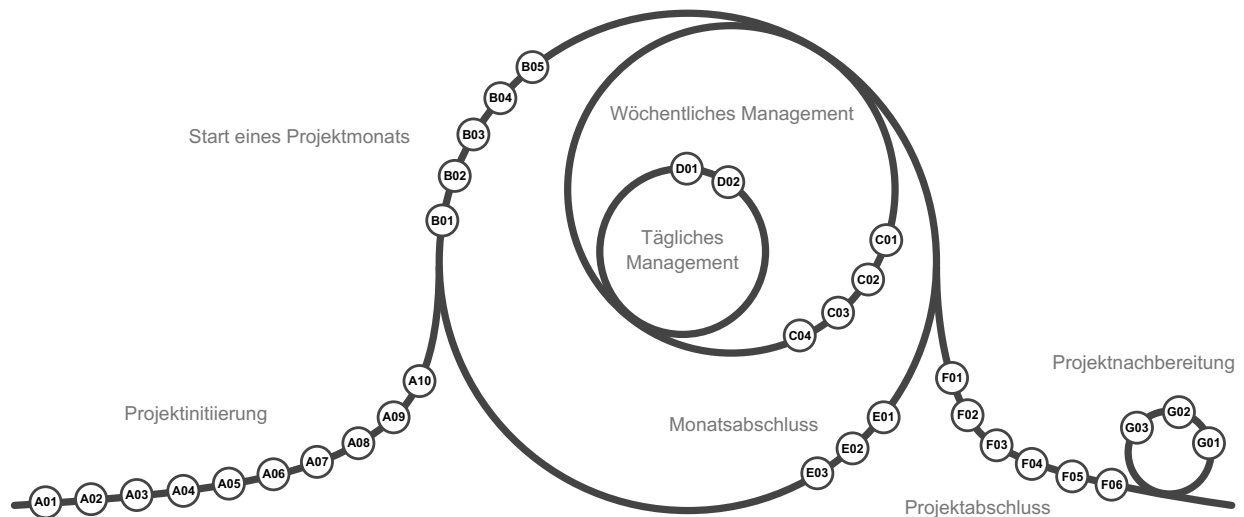 Projektinitiierung
A01
A02
A03
A04
A05
A06
A07
A08
A09
A10
Start eines Projektmonats
B01
B02
B03
B04
B05
Wöchentliches Management
C01
C02
C03
C04
Tägliches
Management
D01
D02
Monatsabschluss
E01
E02
E03
Projektabschluss
F01
F02
F03
F04
F05
F06
Projektnachbereitung
G01
G02
G03